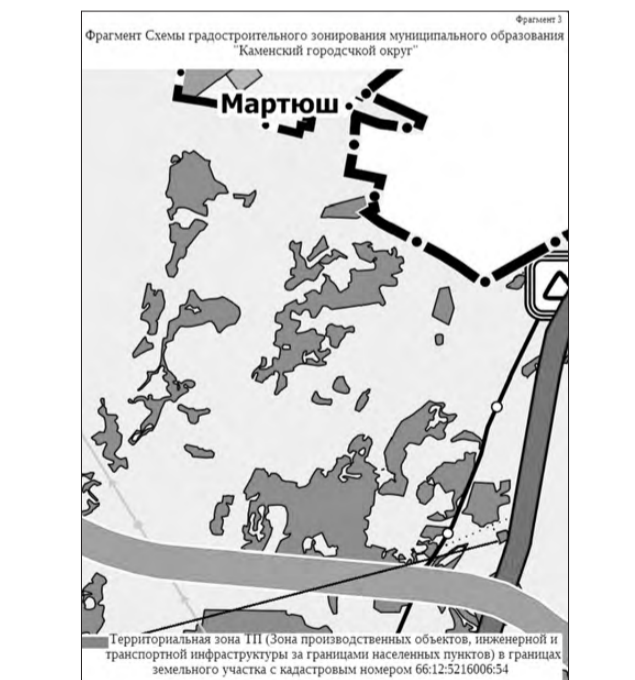 Фрагмент 3
Фрагмент Схемы градостроительного зонирования муниципального образования
"Каменский городсчкой округ"
Мартюш
Территориальная зона ТП (Зона производственных объектов, инженерной и
транспортной инфраструктуры за границами населенных пунктов) в границах
земельного участка с кадастровым номером 66:12:5216006:54